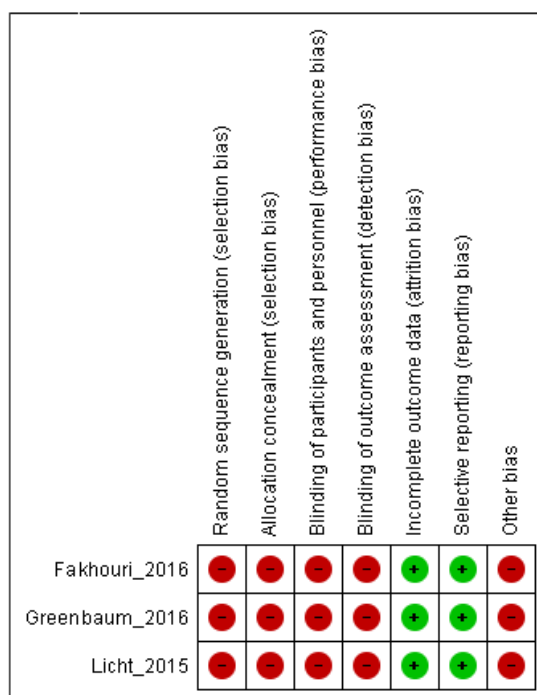 Random sequence generation (selection bias)
Allocation concealment (selection bias)
Blinding of participants and personnel (performance bias)
Blinding of outcome assessment (detection bias)
Incomplete outcome data (attrition bias)
Selective reporting (reporting bias)
Other bias
Fakhouri_2016 - - - - + + -
Greenbaum_2016 - - - - + + -
Licht_2015 - - - - + + -